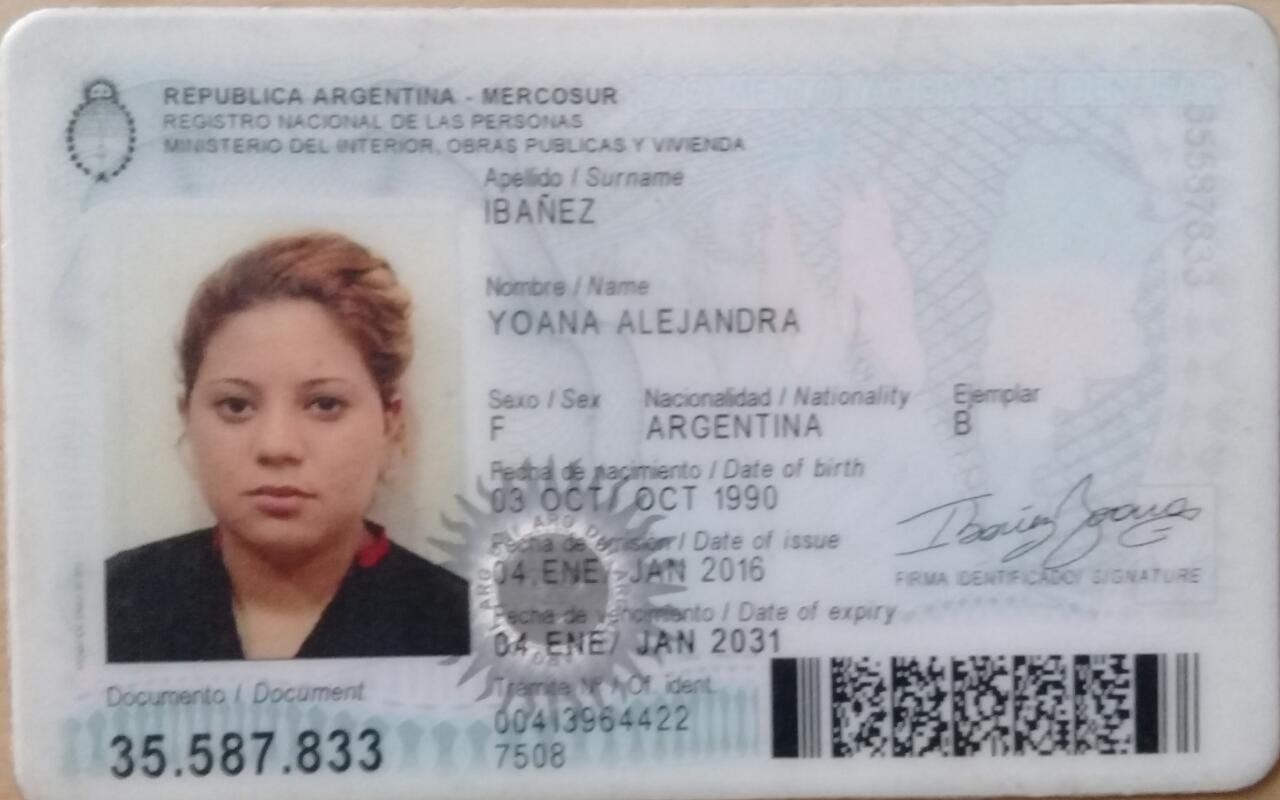 REPUBLICA ARGENTINA - MERCOSUR
REGISTRO NACIONAL DE LAS PERSONAS
MINISTERIO DEL INTERIOR, OBRAS PUBLICAS Y VIVIENDA
Apellido / Surname
IBAÑEZ
Nombre / Name
YOANA ALEJANDRA
Sexo / Sex Nacionalidad / Nationality Ejemplar
F ARGENTINA B
Fecha de nacimiento / Date of birth
03 OCT/ OCT 1990
Fecha de emisión / Date of issue
04 ENE/ JAN 2016
Fecha de vencimiento / Date of expiry
04 ENE/ JAN 2031
FIRMA IDENTIFICADO/ SIGNATURE
Documento / Document
35.587.833
Tramite Nº / Of. ident.
00413964422
7508
35587833